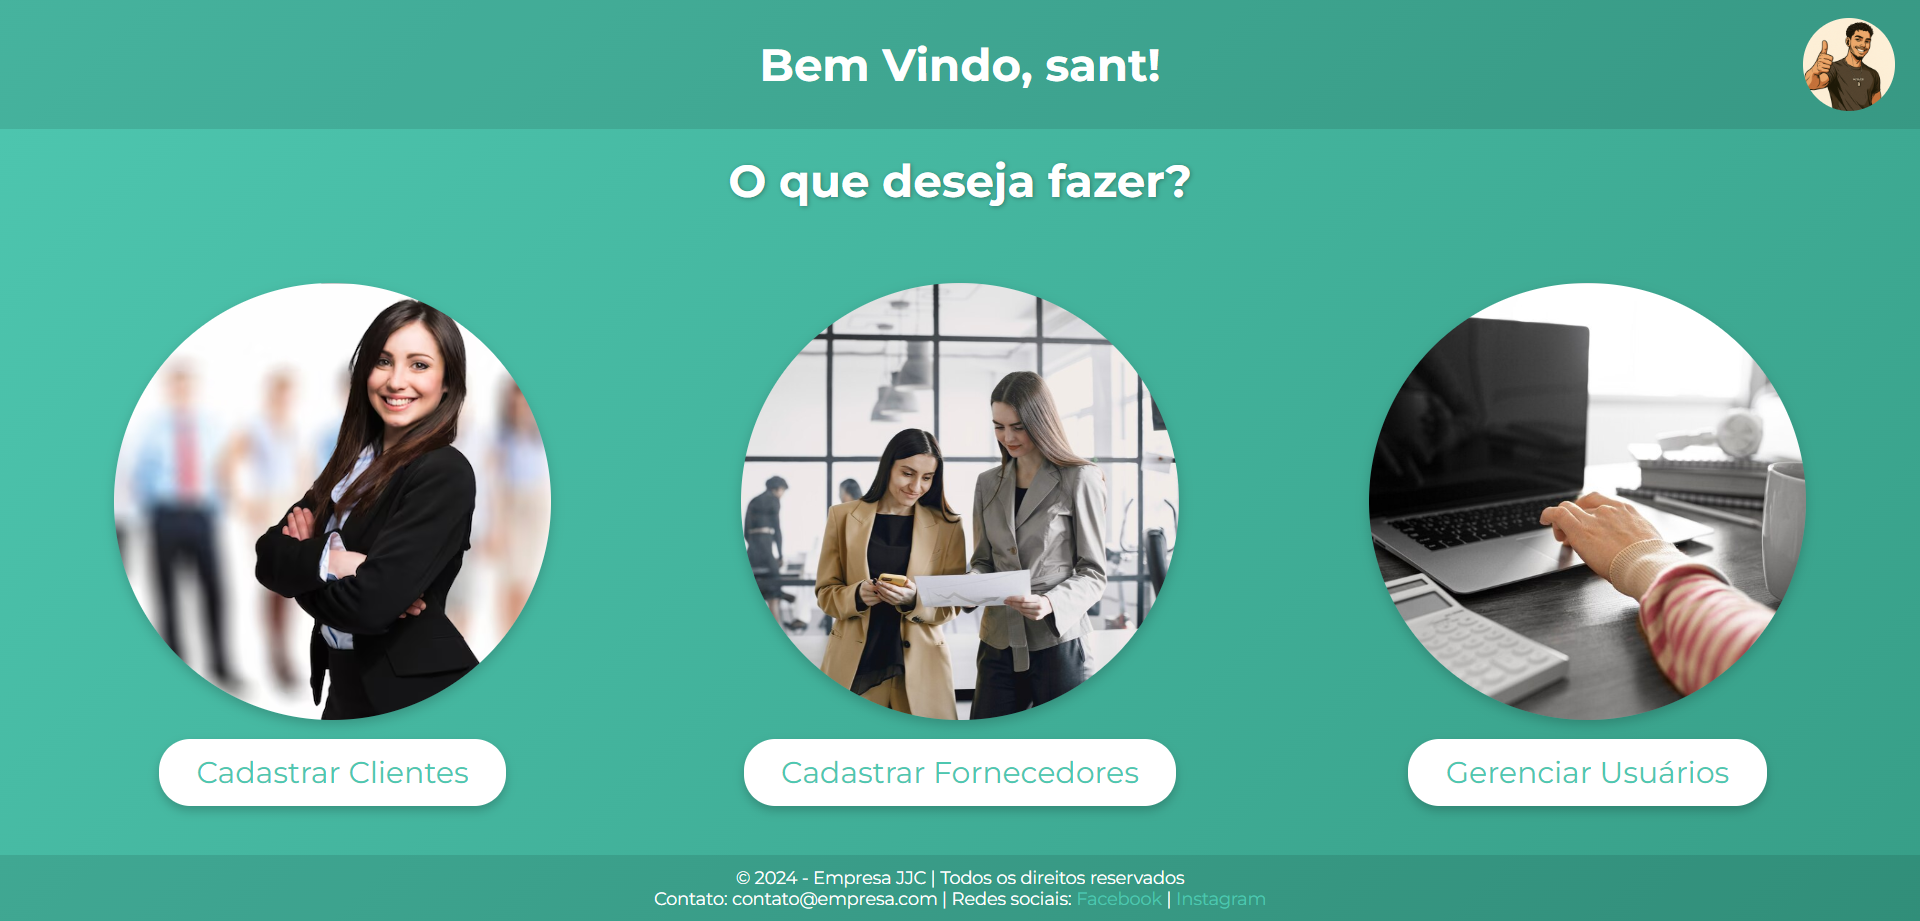 Bem Vindo, sant!
O que deseja fazer?
Cadastrar Clientes
Cadastrar Fornecedores
Gerenciar Usuários
© 2024 - Empresa JJC | Todos os direitos reservados
Contato: contato@empresa.com | Redes sociais: Facebook | Instagram